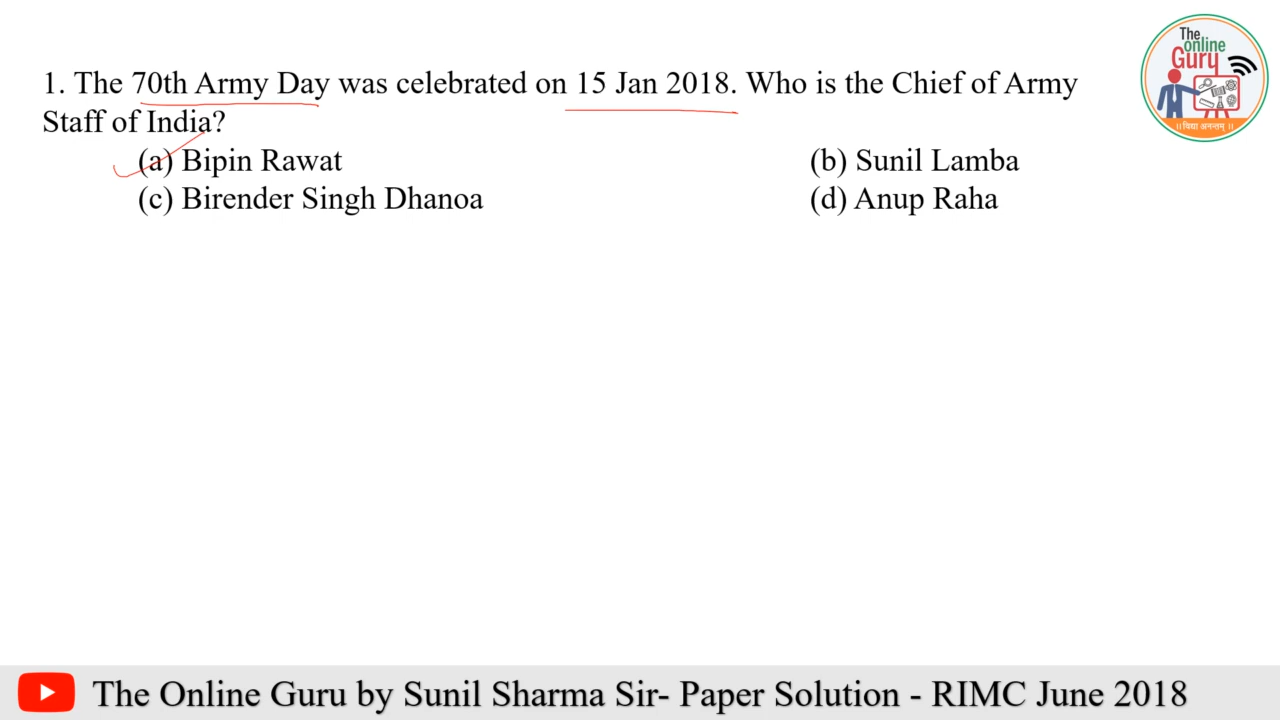 The
online
Guru
।। विद्या अनन्तम् ।।
1. The 70th Army Day was celebrated on 15 Jan 2018. Who is the Chief of Army
Staff of India?
(a) Bipin Rawat (b) Sunil Lamba
(c) Birender Singh Dhanoa (d) Anup Raha
The Online Guru by Sunil Sharma Sir- Paper Solution - RIMC June 2018